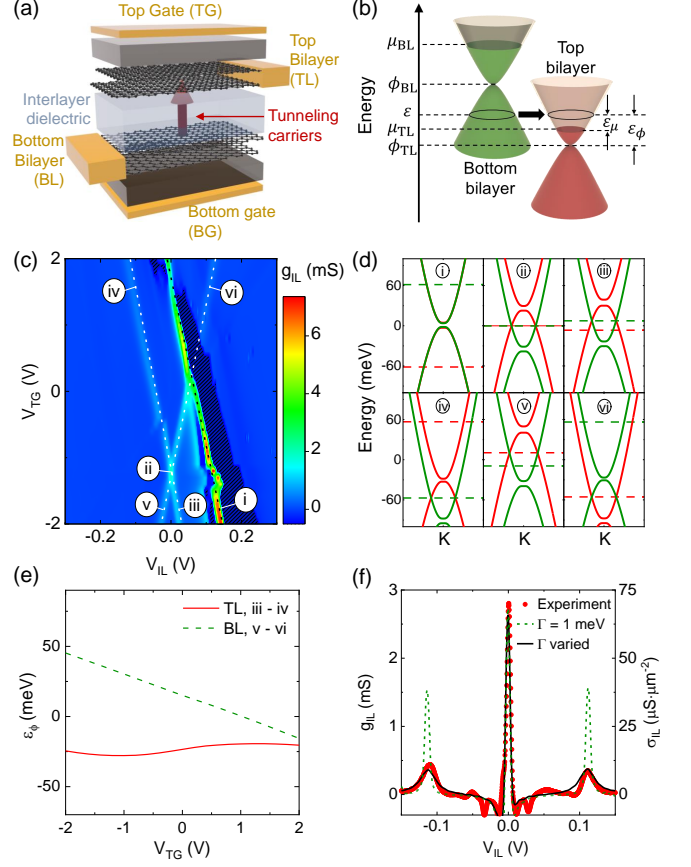 (a)
Top Gate (TG)
Top
Bilayer
(TL)
Interlayer
dielectric
Tunneling
carriers
Bottom
Bilayer
(BL)
Bottom gate
(BG)
(b)
Energy
μBL
ϕBL
ε
μTL
ϕTL
Top
bilayer
εμ
εϕ
Bottom
bilayer
(c)
VTG (V)
2
0
-2
-0.2
0.0
0.2
VIL (V)
iv
vi
ii
v
iii
i
gIL (mS)
6
4
2
0
(d)
Energy (meV)
60
0
-60
60
0
-60
i
ii
iii
iv
v
vi
K
K
K
(e)
εϕ (meV)
50
25
0
-25
-2
-1
0
1
2
VTG (V)
TL, iii - iv
BL, v - vi
(f)
gIL (mS)
3
2
1
0
-0.1
0.0
0.1
VIL (V)
75
50
25
0
σIL (μS·μm-2)
Experiment
Γ = 1 meV
Γ varied